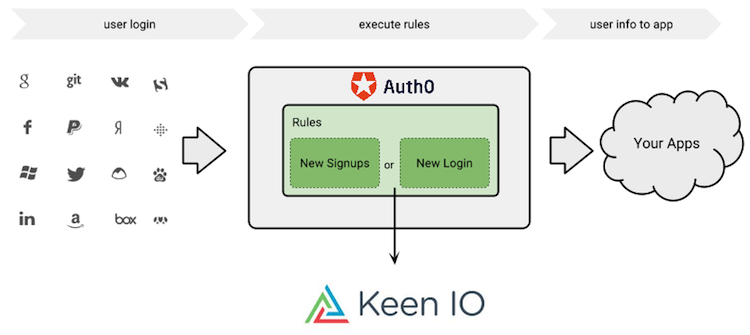 user login
execute rules
user info to app
g
git
Auth0
Rules
New Signups
or
New Login
Your Apps
in
a
box
Keen IO